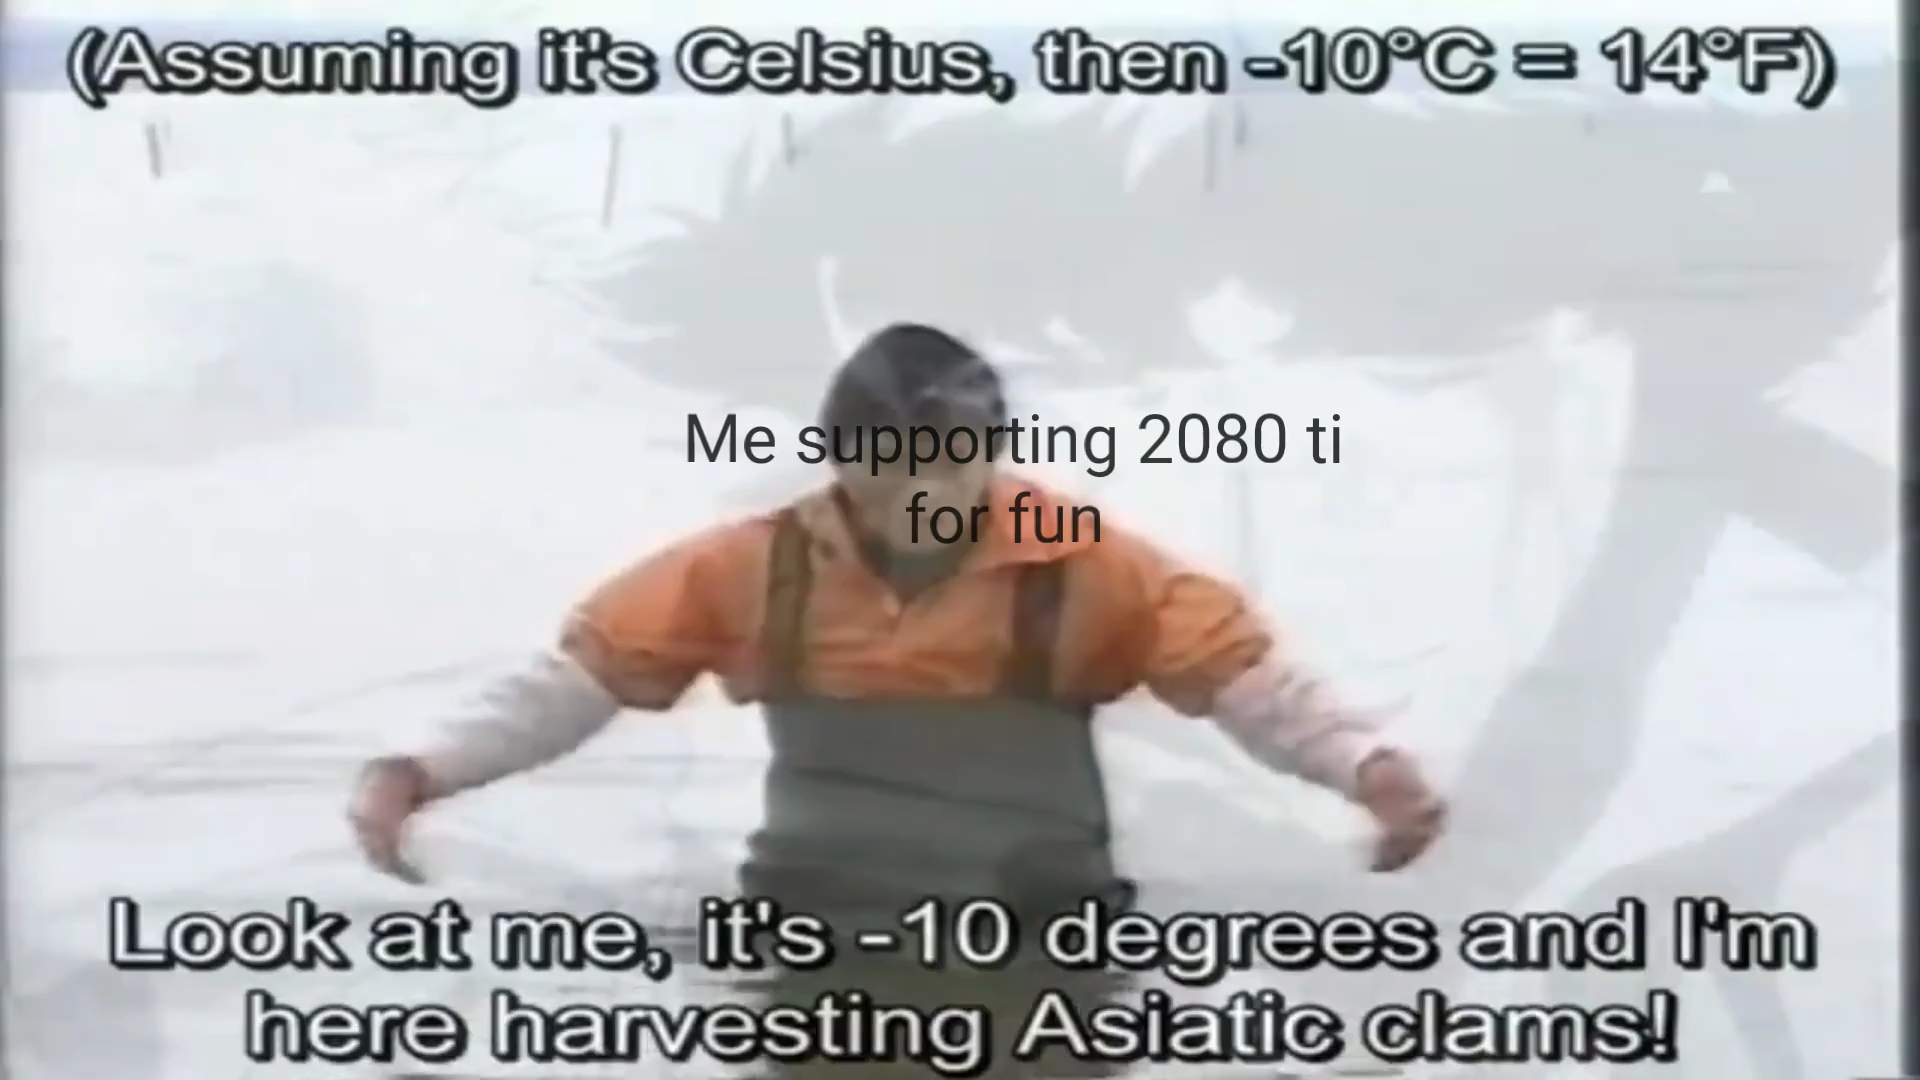 (Assuming it's Celsius, then -10°C = 14°F)
Me supporting 2080 ti
for fun
Look at me, it's -10 degrees and I'm
here harvesting Asiatic clams!